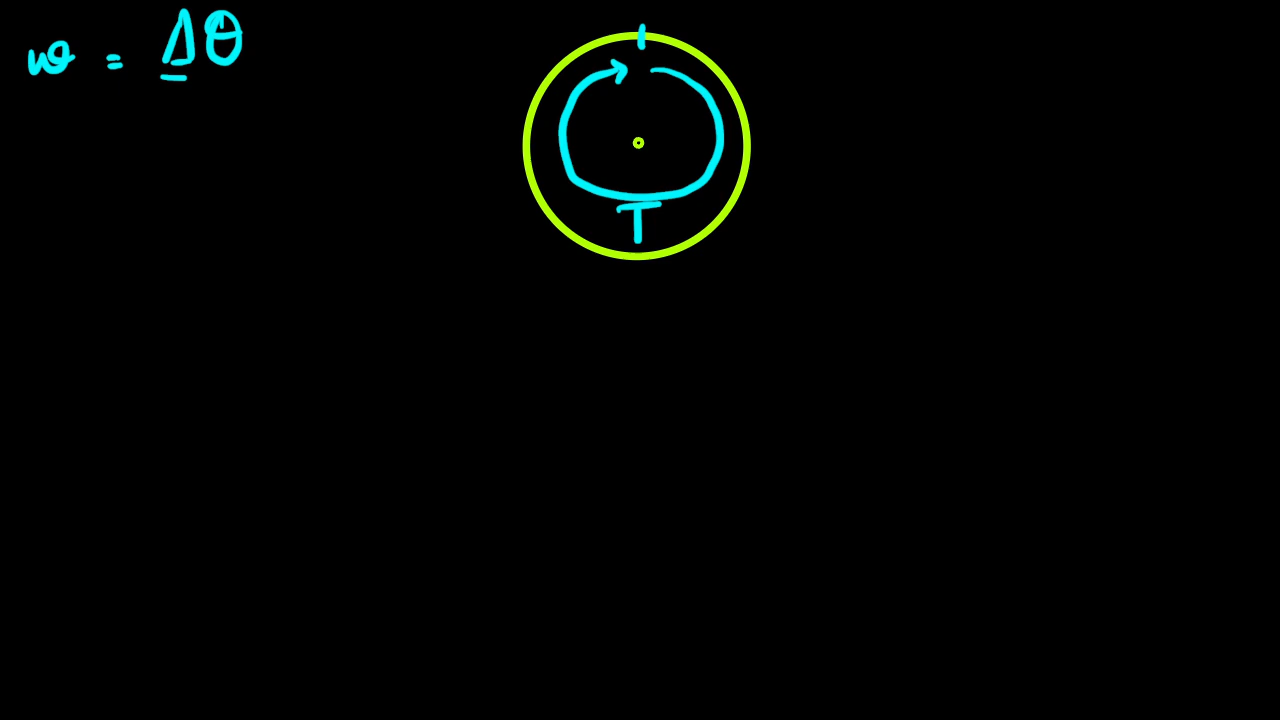 ω = Δθ
T